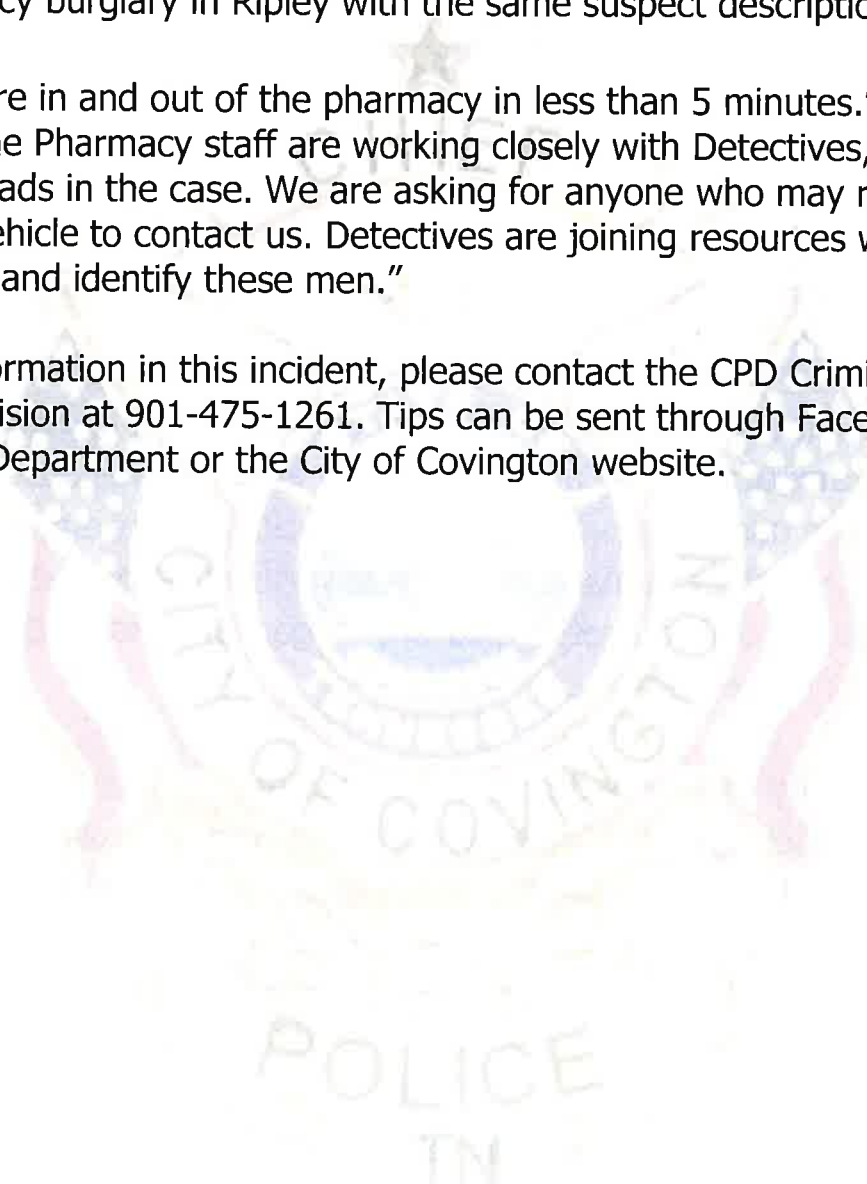 cy burglary in Ripley with the same suspect descriptio
re in and out of the pharmacy in less than 5 minutes."
e Pharmacy staff are working closely with Detectives,
ads in the case. We are asking for anyone who may
ehicle to contact us. Detectives are joining resources
and identify these men.”
ormation in this incident, please contact the CPD Crimi
ision at 901-475-1261. Tips can be sent through Face
Department or the City of Covington website.
CHIEF
CITY OF COVINGTON
POLICE
TN